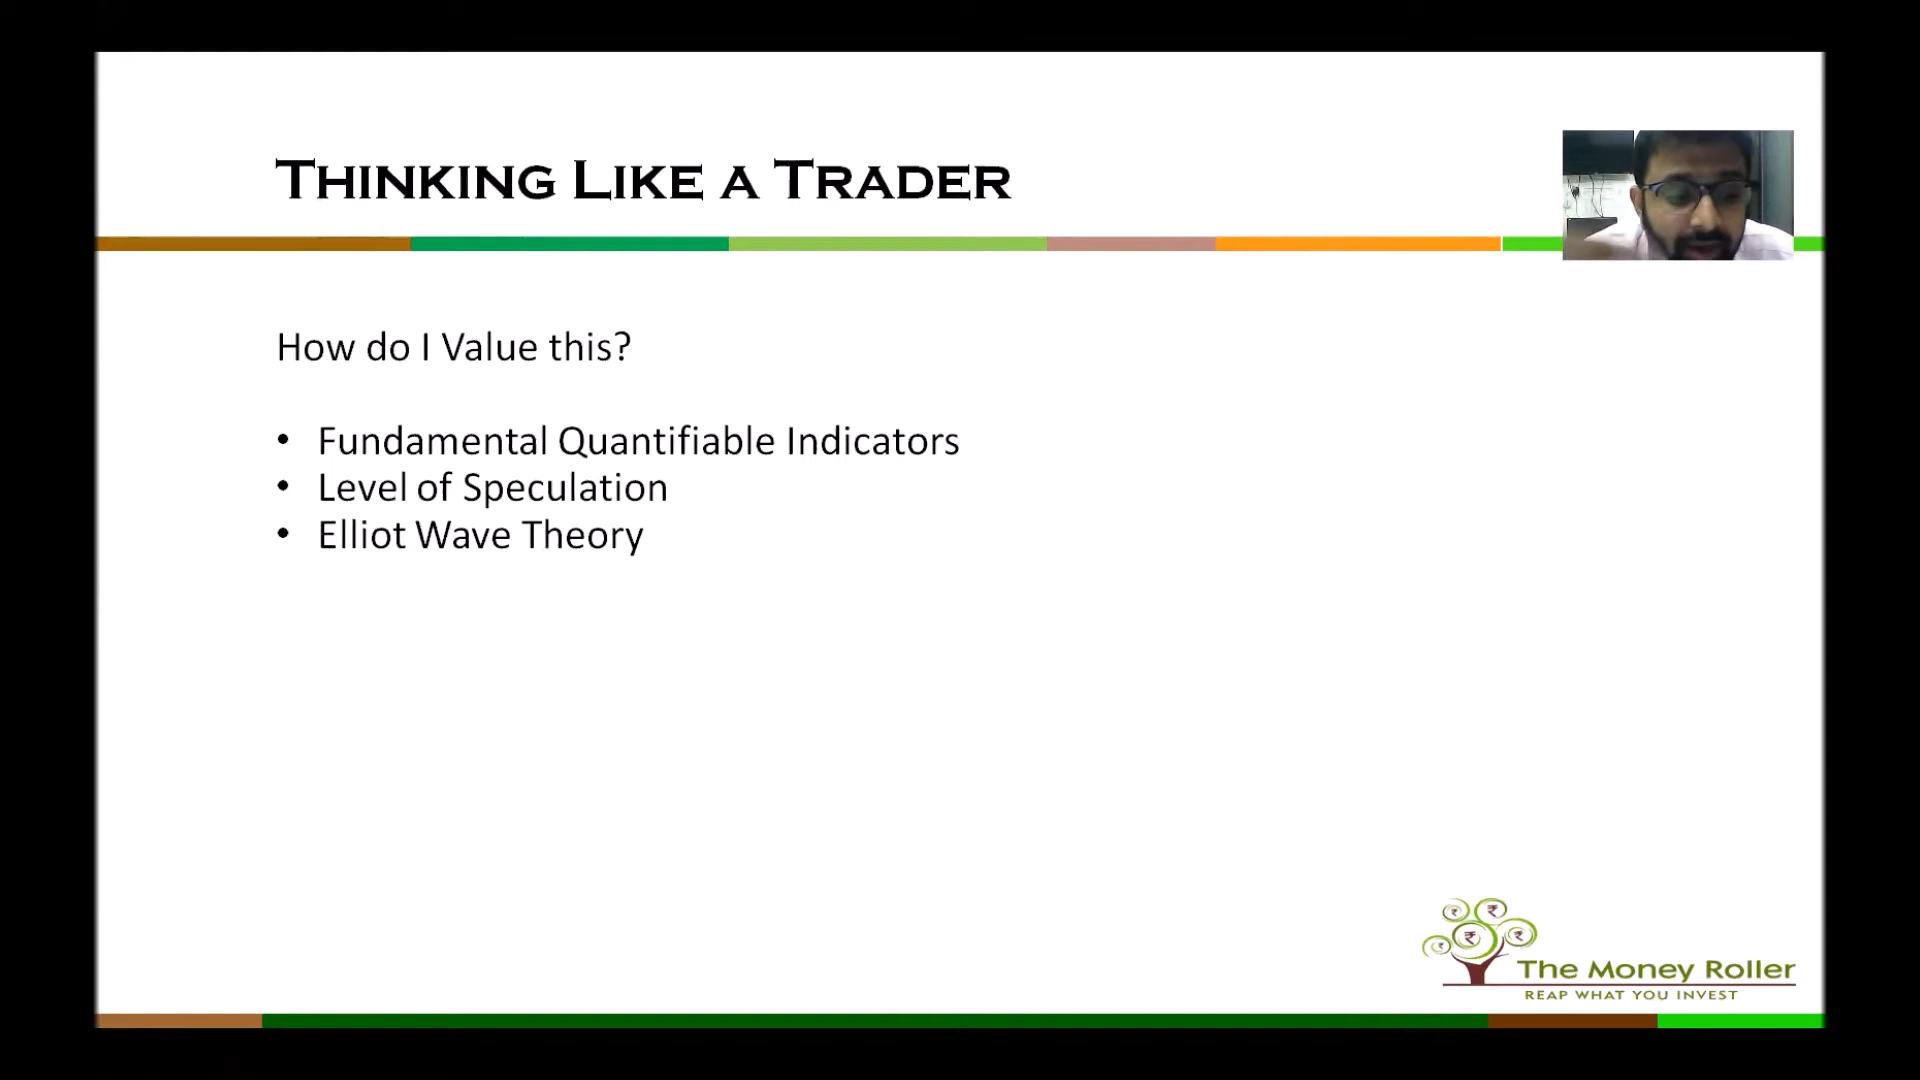 THINKING LIKE A TRADER
How do I Value this?
• Fundamental Quantifiable Indicators
• Level of Speculation
• Elliot Wave Theory
₹ ₹ ₹ ₹ ₹
The Money Roller
REAP WHAT YOU INVEST